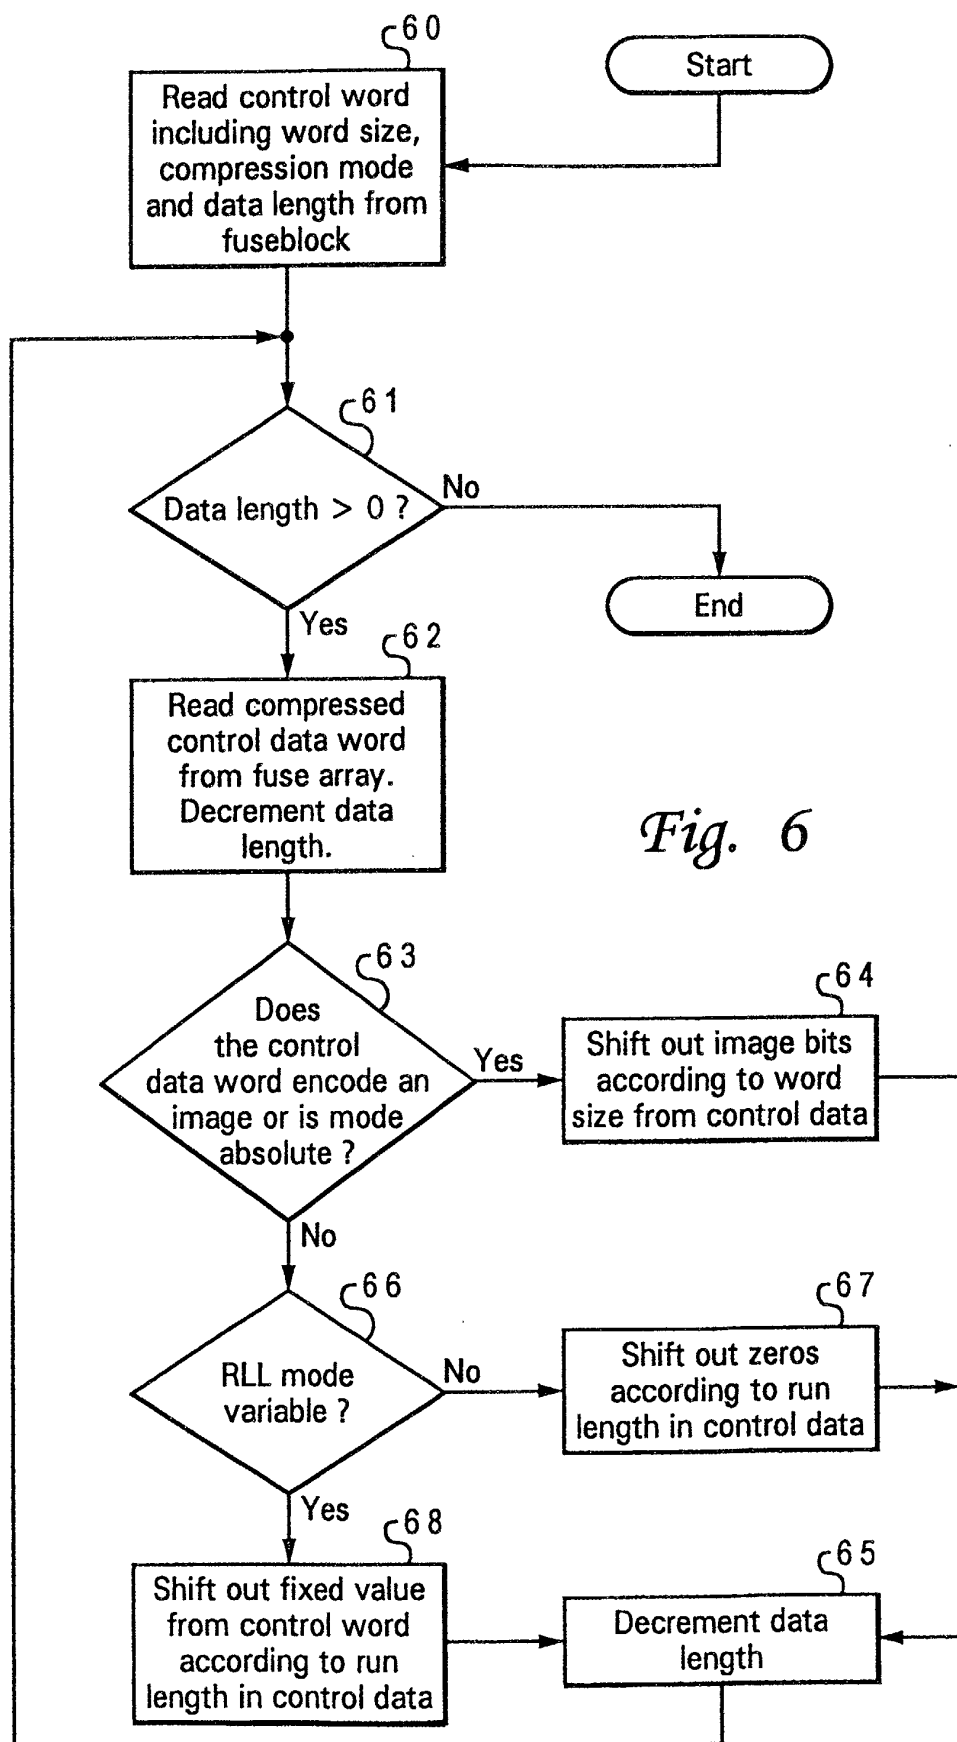 60
Start
Read control word
including word size,
compression mode
and data length from
fuseblock
61
Data length > 0 ?
No
End
Yes
62
Read compressed
control data word
from fuse array.
Decrement data
length.
Fig. 6
63
Does
the control
data word encode an
image or is mode
absolute ?
Yes
64
Shift out image bits
according to word
size from control data
No
66
RLL mode
variable ?
No
67
Shift out zeros
according to run
length in control data
Yes
68
Shift out fixed value
from control word
according to run
length in control data
65
Decrement data
length